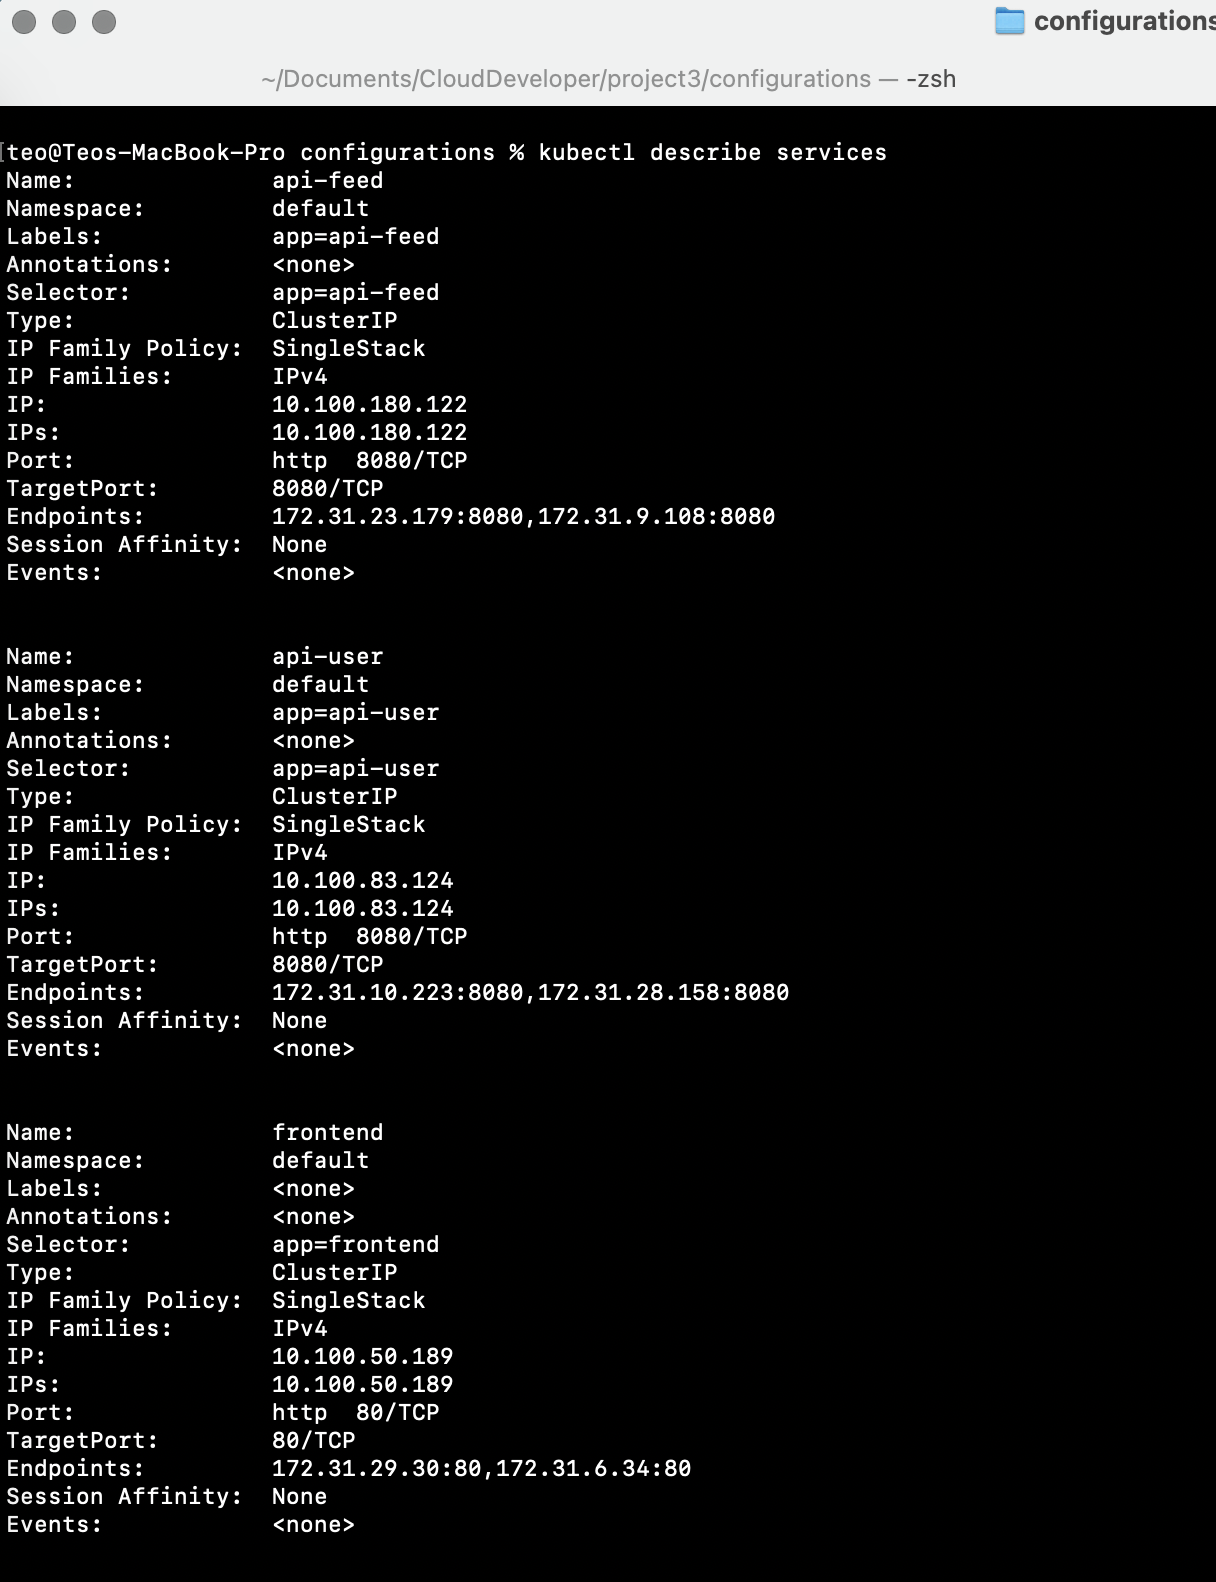 configurations
~/Documents/CloudDeveloper/project3/configurations — -zsh
teo@Teos-MacBook-Pro configurations % kubectl describe services
Name:              api-feed
Namespace:         default
Labels:            app=api-feed
Annotations:       <none>
Selector:          app=api-feed
Type:              ClusterIP
IP Family Policy:  SingleStack
IP Families:       IPv4
IP:                10.100.180.122
IPs:               10.100.180.122
Port:              http  8080/TCP
TargetPort:        8080/TCP
Endpoints:         172.31.23.179:8080,172.31.9.108:8080
Session Affinity:  None
Events:            <none>
Name:              api-user
Namespace:         default
Labels:            app=api-user
Annotations:       <none>
Selector:          app=api-user
Type:              ClusterIP
IP Family Policy:  SingleStack
IP Families:       IPv4
IP:                10.100.83.124
IPs:               10.100.83.124
Port:              http  8080/TCP
TargetPort:        8080/TCP
Endpoints:         172.31.10.223:8080,172.31.28.158:8080
Session Affinity:  None
Events:            <none>
Name:              frontend
Namespace:         default
Labels:            <none>
Annotations:       <none>
Selector:          app=frontend
Type:              ClusterIP
IP Family Policy:  SingleStack
IP Families:       IPv4
IP:                10.100.50.189
IPs:               10.100.50.189
Port:              http  80/TCP
TargetPort:        80/TCP
Endpoints:         172.31.29.30:80,172.31.6.34:80
Session Affinity:  None
Events:            <none>